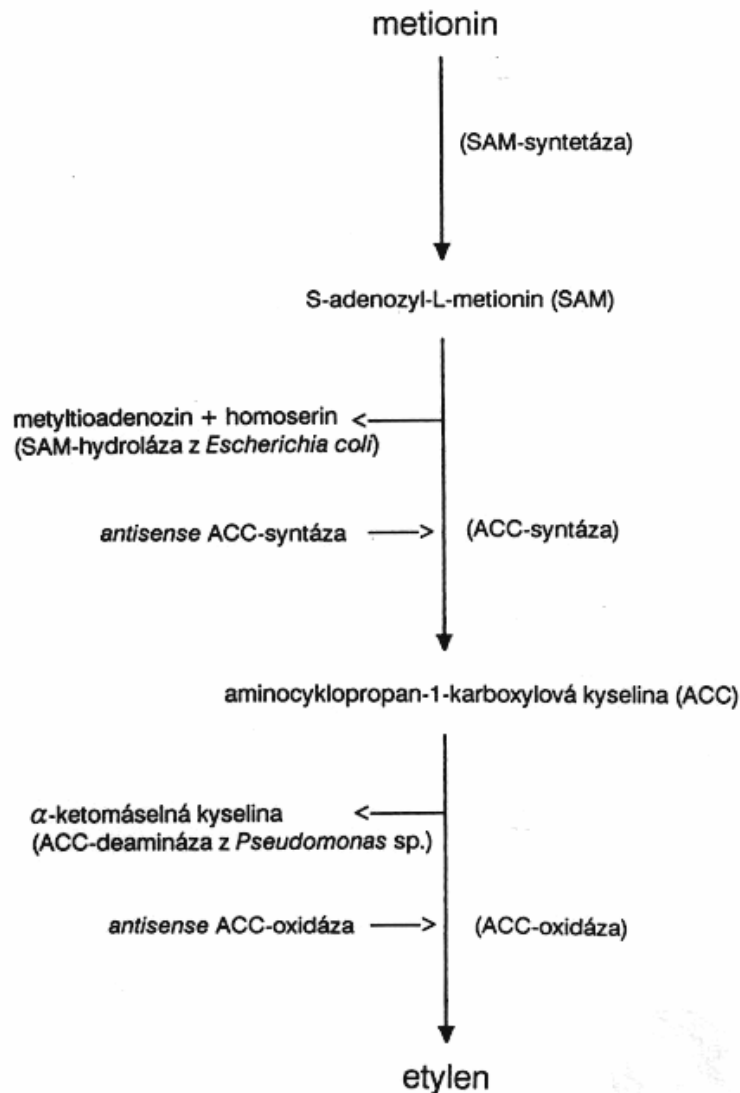 metionin
(SAM-syntetáza)
S-adenozyl-L-metionin (SAM)
metyltioadenozin + homoserin
(SAM-hydroláza z Escherichia coli)
antisense ACC-syntáza
(ACC-syntáza)
aminocyklopropan-1-karboxylová kyselina (ACC)
α-ketomáselná kyselina
(ACC-deamináza z Pseudomonas sp.)
antisense ACC-oxidáza
(ACC-oxidáza)
etylen